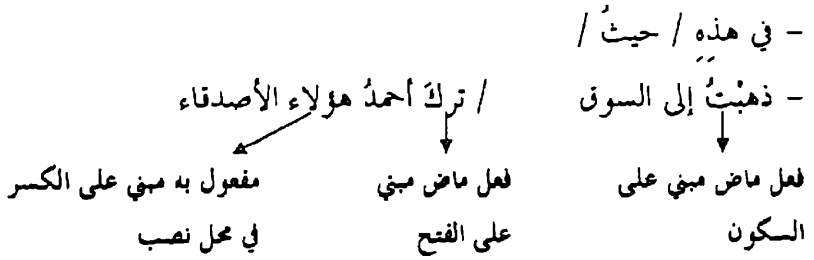 – في هذِهِ / حيثُ /
– ذهبْتُ إلى السوق / تركَ أحمدُ هؤلاء الأصدقاء
فعل ماض مبني على فعل ماض مبني مفعول به مبني على الكسر
السكون على الفتح في محل نصب